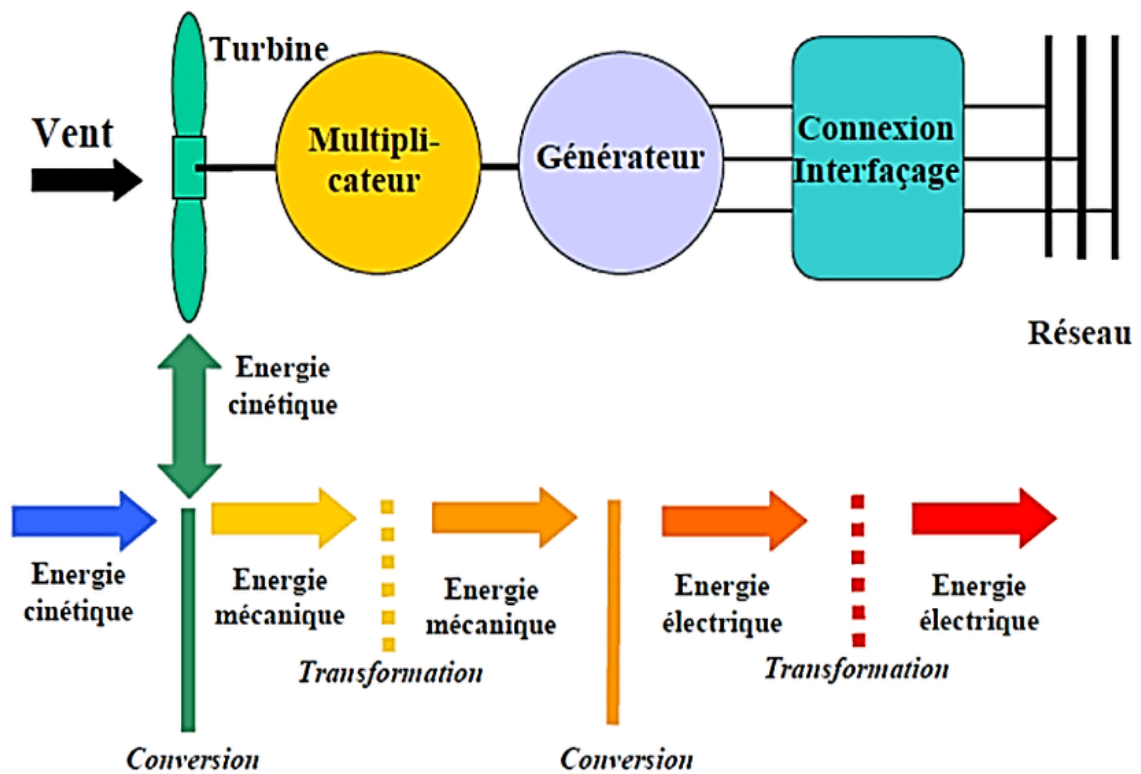 Turbine
Vent
Multipli-
cateur
Générateur
Connexion
Interfaçage
Réseau
Energie
cinétique
Energie
cinétique
Energie
mécanique
Energie
mécanique
Energie
électrique
Energie
électrique
Transformation
Transformation
Conversion
Conversion